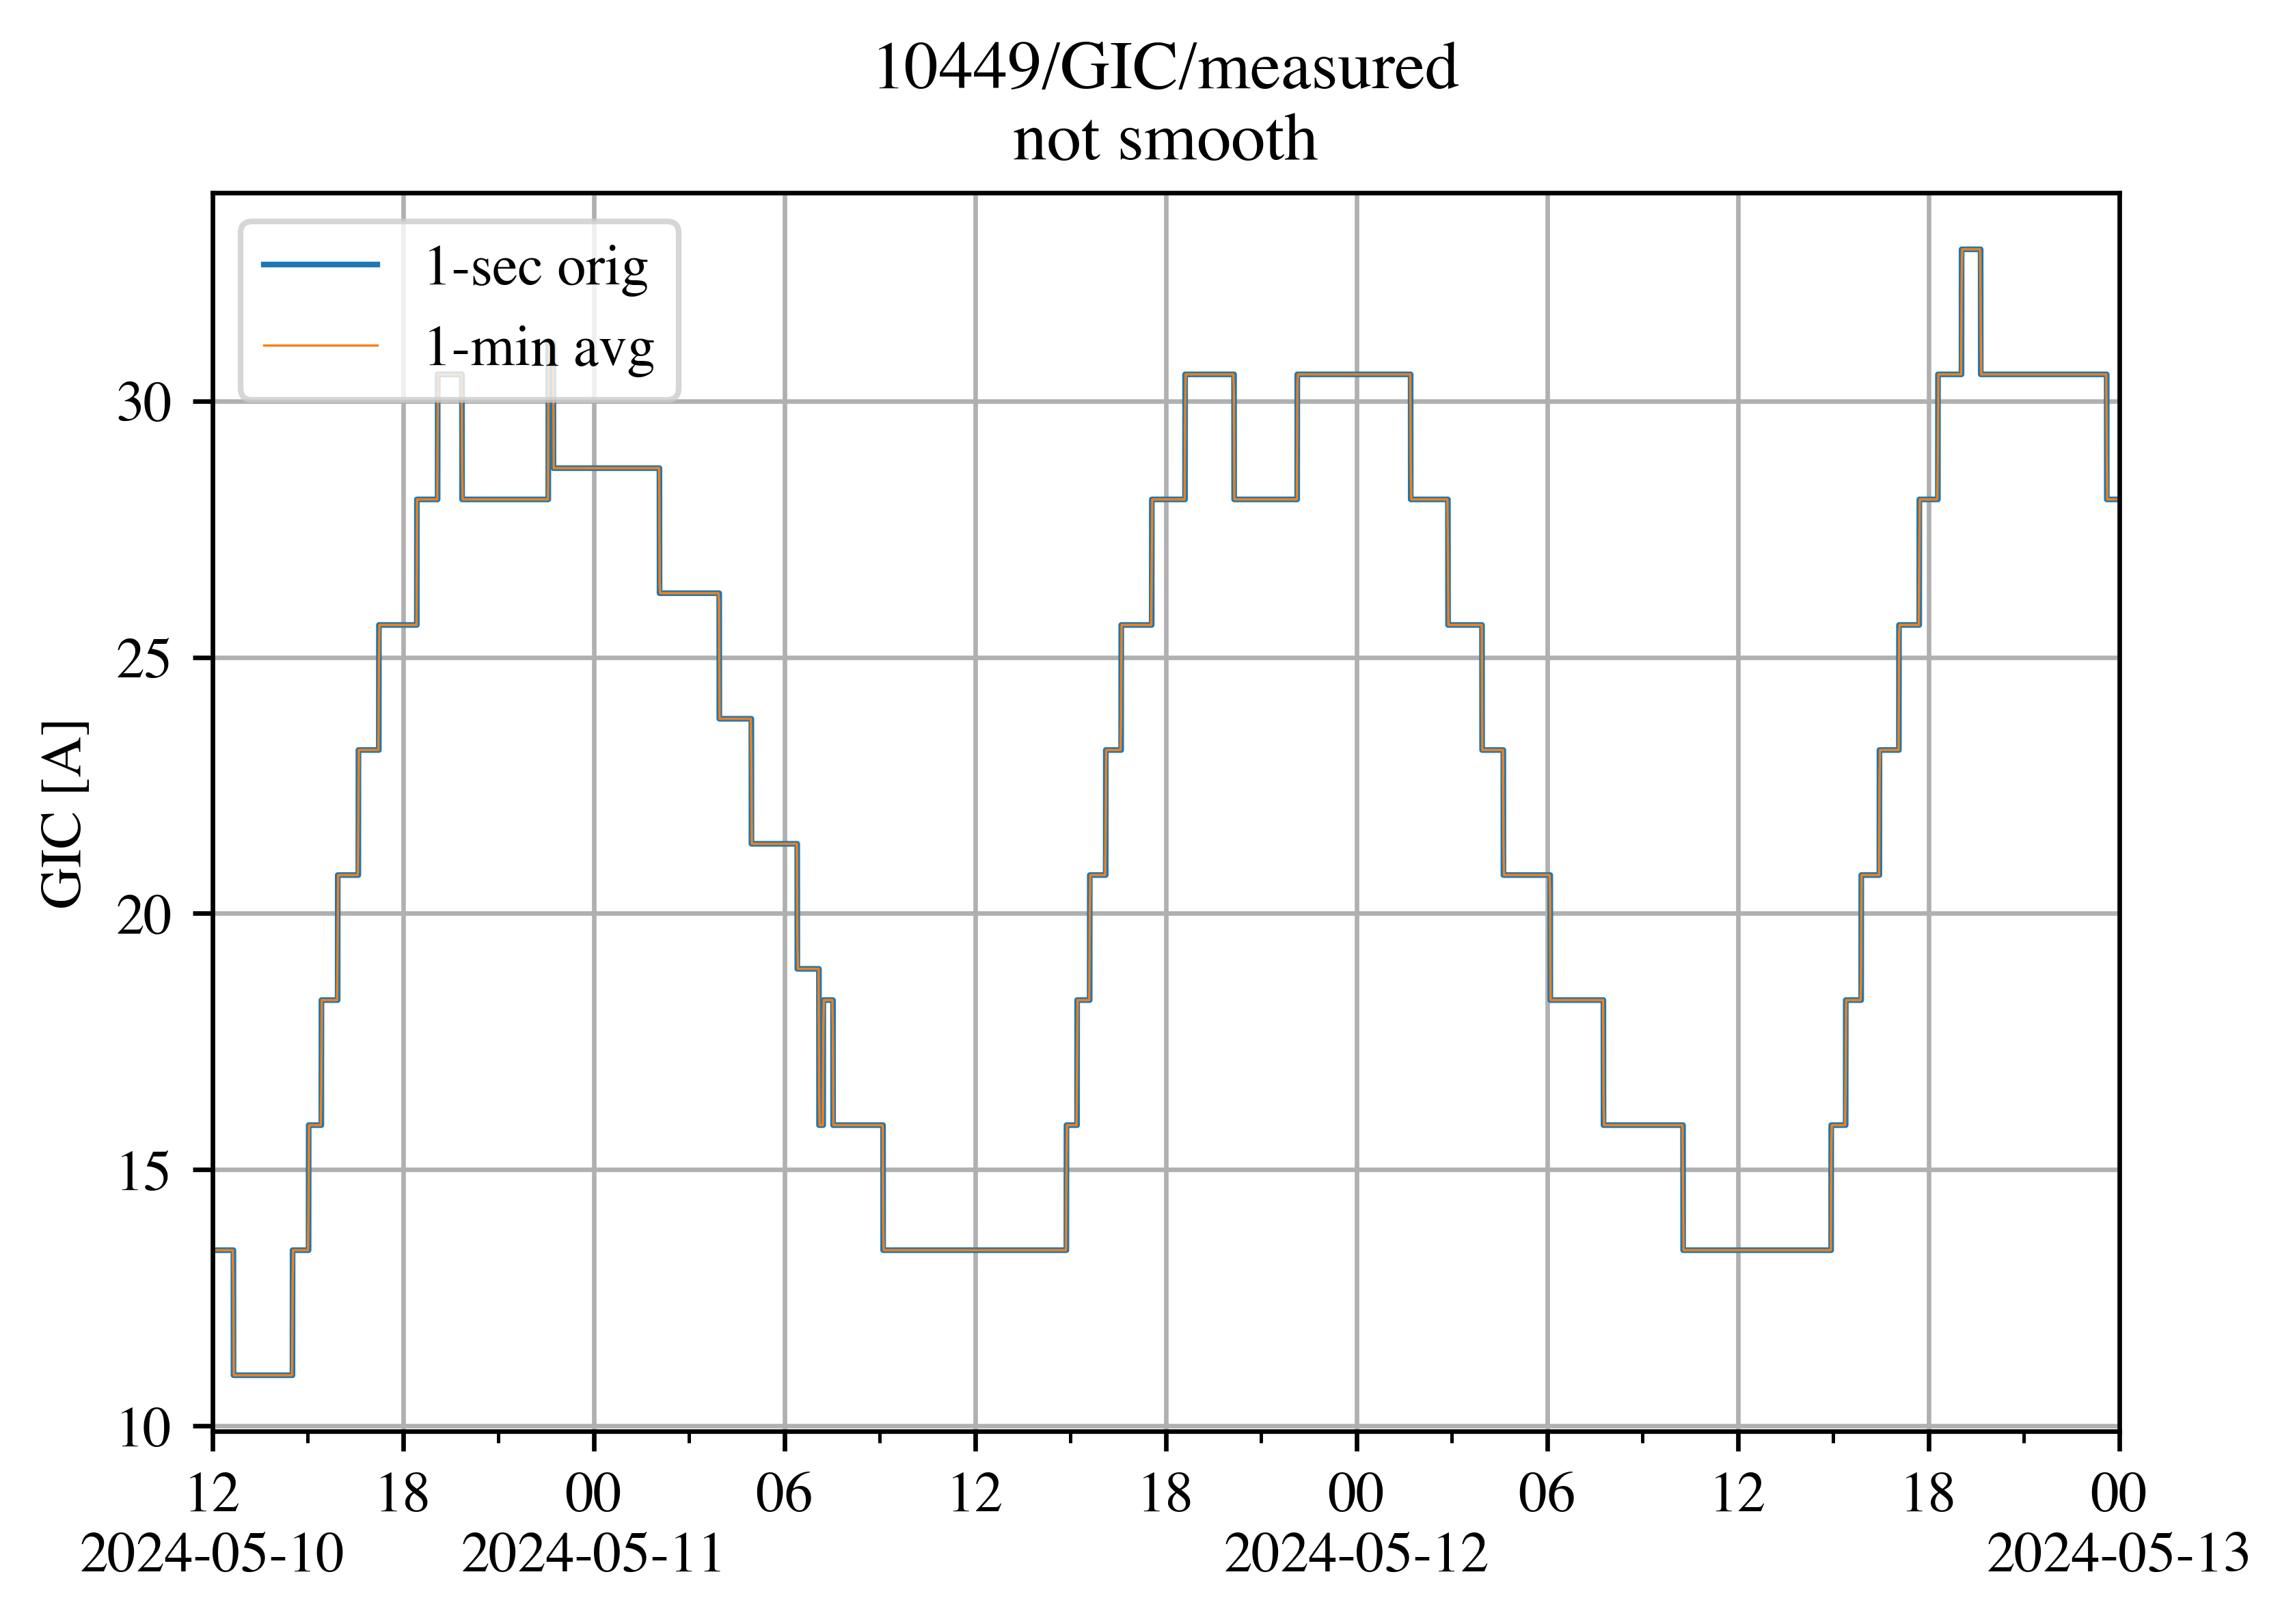 10449/GIC/measured
not smooth
1-sec orig
1-min avg
GIC [A]
30
25
20
15
10
12 18 00 06 12 18 00 06 12 18 00
2024-05-10 2024-05-11 2024-05-12 2024-05-13